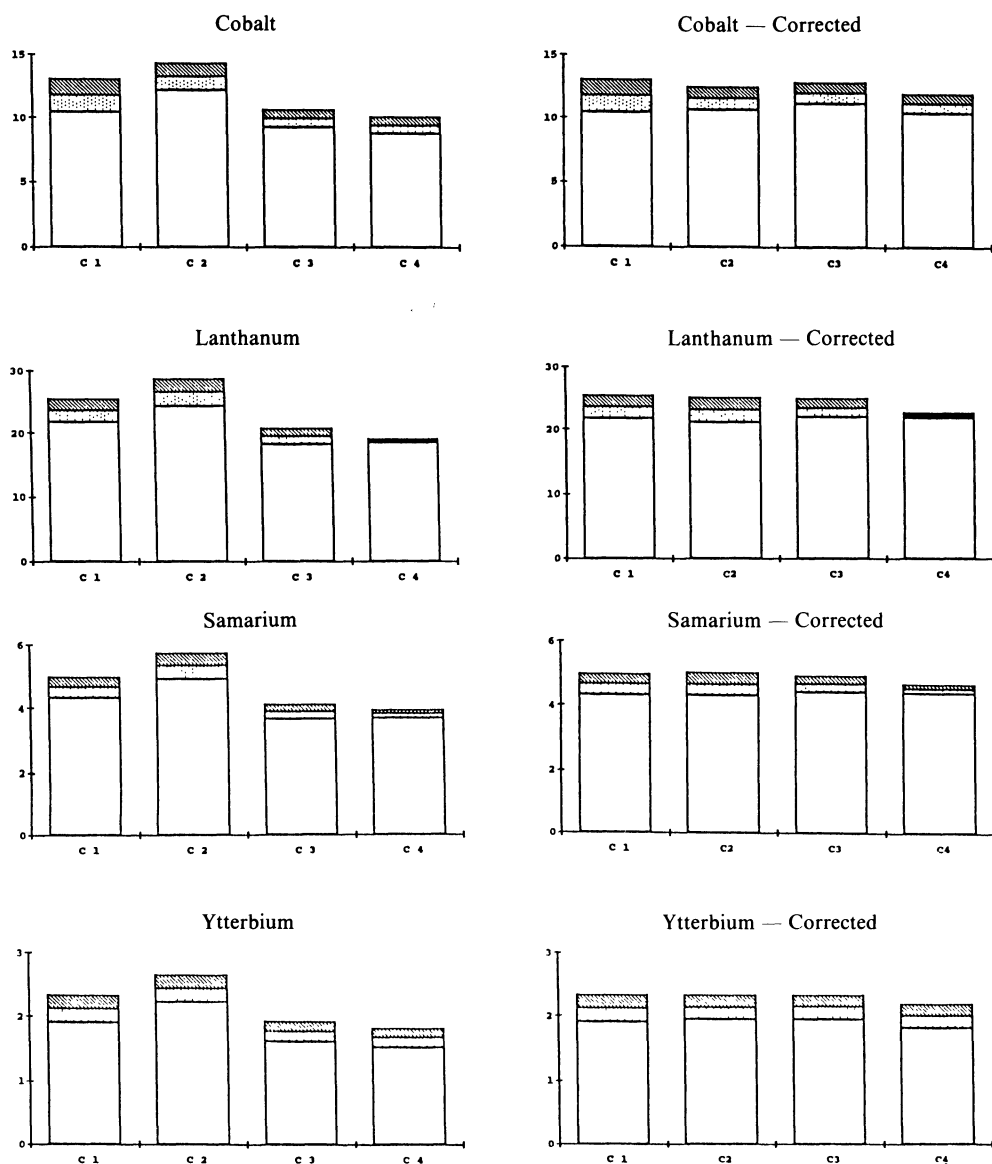 Cobalt
15
10
5
0
C 1 C 2 C 3 C 4
Cobalt — Corrected
15
10
5
0
C 1 C2 C3 C4
Lanthanum
30
20
10
0
C 1 C 2 C 3 C 4
Lanthanum — Corrected
30
20
10
0
C 1 C2 C3 C4
Samarium
6
4
2
0
C 1 C 2 C 3 C 4
Samarium — Corrected
6
4
2
0
C 1 C2 C3 C4
Ytterbium
3
2
1
0
C 1 C 2 C 3 C 4
Ytterbium — Corrected
3
2
1
0
C 1 C2 C3 C4